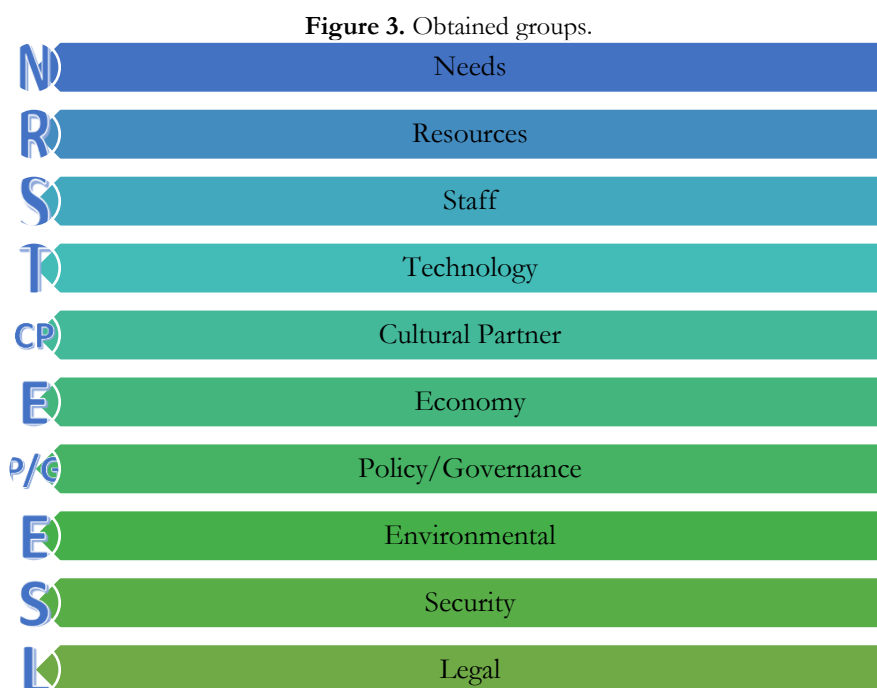 Figure 3. Obtained groups.
N Needs
R Resources
S Staff
T Technology
CP Cultural Partner
E Economy
P/G Policy/Governance
E Environmental
S Security
L Legal